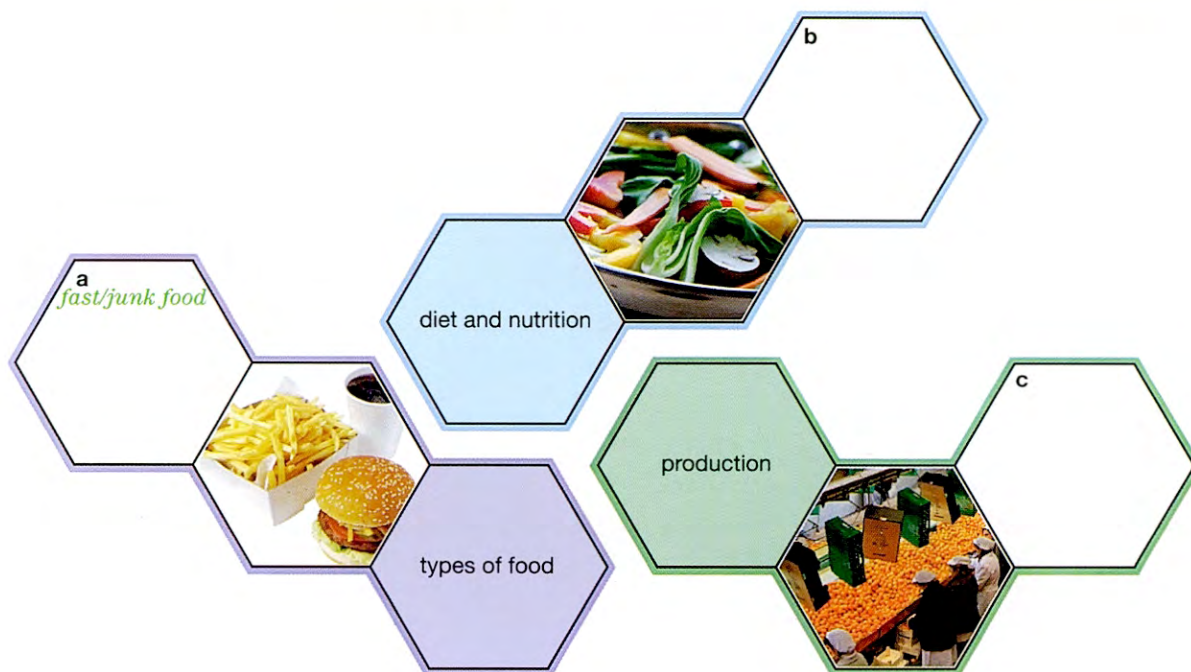 b
diet and nutrition
a
fast/junk food
c
production
types of food